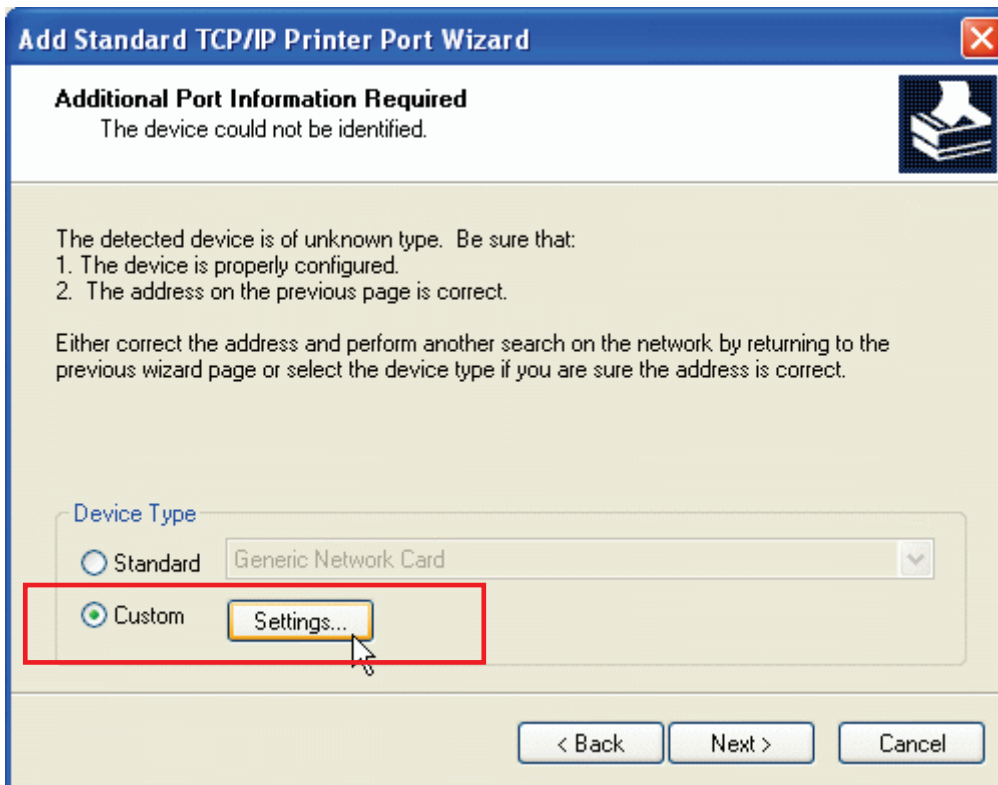 Add Standard TCP/IP Printer Port Wizard
Additional Port Information Required
The device could not be identified.
The detected device is of unknown type.  Be sure that:
1. The device is properly configured.
2.  The address on the previous page is correct.
Either correct the address and perform another search on the network by returning to the
previous wizard page or select the device type if you are sure the address is correct.
Device Type
Standard
Generic Network Card
Custom
Settings...
< Back
Next >
Cancel